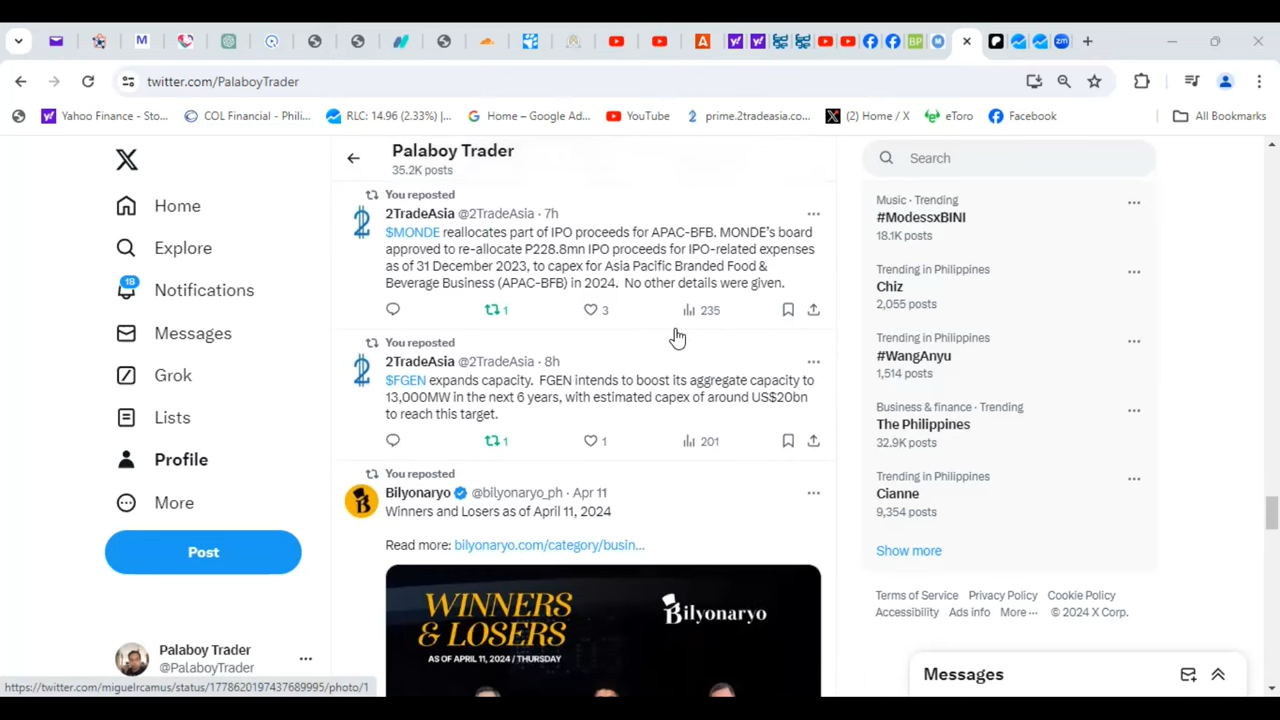 twitter.com/PalaboyTrader
Yahoo Finance - Sto...
COL Financial - Phili...
RLC: 14.96 (2.33%) |...
Home – Google Ad...
YouTube
prime.2tradeasia.co...
(2) Home / X
eToro
Facebook
All Bookmarks
Home
Explore
18
Notifications
Messages
Grok
Lists
Profile
More
Post
Palaboy Trader
@PalaboyTrader
https://twitter.com/miguelrcamus/status/1778620197437689995/photo/1
Palaboy Trader
35.2K posts
You reposted
2TradeAsia @2TradeAsia · 7h
$MONDE reallocates part of IPO proceeds for APAC-BFB. MONDE's board
approved to re-allocate P228.8mn IPO proceeds for IPO-related expenses
as of 31 December 2023, to capex for Asia Pacific Branded Food &
Beverage Business (APAC-BFB) in 2024.  No other details were given.
1 3 235
You reposted
2TradeAsia @2TradeAsia · 8h
$FGEN expands capacity.  FGEN intends to boost its aggregate capacity to
13,000MW in the next 6 years, with estimated capex of around US$20bn
to reach this target.
1 1 201
You reposted
Bilyonaryo @bilyonaryo_ph · Apr 11
Winners and Losers as of April 11, 2024
Read more: bilyonaryo.com/category/busin...
WINNERS
& LOSERS
AS OF APRIL 11, 2024 / THURSDAY
Bilyonaryo
Search
Music · Trending
#ModessxBINI
18.1K posts
Trending in Philippines
Chiz
2,055 posts
Trending in Philippines
#WangAnyu
1,514 posts
Business & finance · Trending
The Philippines
32.9K posts
Trending in Philippines
Cianne
9,354 posts
Show more
Terms of Service Privacy Policy Cookie Policy
Accessibility Ads info More ··· © 2024 X Corp.
Messages